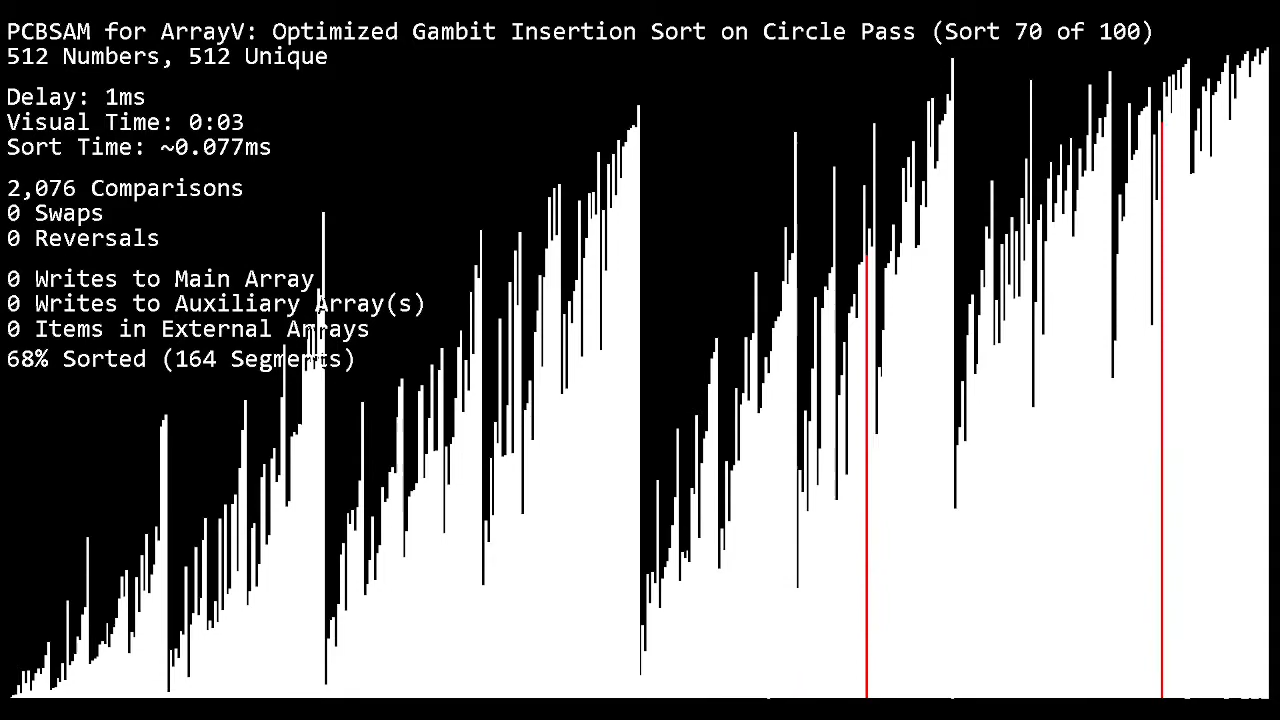 PCBSAM for ArrayV: Optimized Gambit Insertion Sort on Circle Pass (Sort 70 of 100)
512 Numbers, 512 Unique
Delay: 1ms
Visual Time: 0:03
Sort Time: ~0.077ms
2,076 Comparisons
0 Swaps
0 Reversals
0 Writes to Main Array
0 Writes to Auxiliary Array(s)
0 Items in External Arrays
68% Sorted (164 Segments)